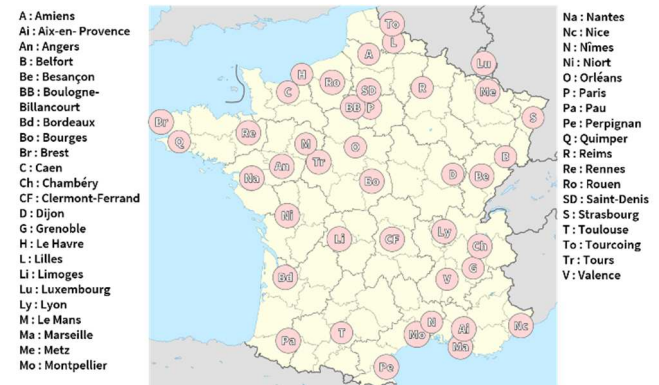 A : Amiens
Ai : Aix-en- Provence
An : Angers
B : Belfort
Be : Besançon
BB : Boulogne-
Billancourt
Bd : Bordeaux
Bo : Bourges
Br : Brest
C : Caen
Ch : Chambéry
CF : Clermont-Ferrand
D : Dijon
G : Grenoble
H : Le Havre
L : Lilles
Li : Limoges
Lu : Luxembourg
Ly : Lyon
M : Le Mans
Ma : Marseille
Me : Metz
Mo : Montpellier
To
L
A
Lu
H
Ro
C
SD
R
Me
BB
P
S
Br
Q
Re
M
O
B
An
Tr
Na
Bo
D
Be
Ni
Li
CF
Ly
Ch
G
Bd
V
N
Nc
Mo
Ai
Ma
Pa
T
Pe
Na : Nantes
Nc : Nice
N : Nîmes
Ni : Niort
O : Orléans
P : Paris
Pa : Pau
Pe : Perpignan
Q : Quimper
R : Reims
Re : Rennes
Ro : Rouen
SD : Saint-Denis
S : Strasbourg
T : Toulouse
To : Tourcoing
Tr : Tours
V : Valence